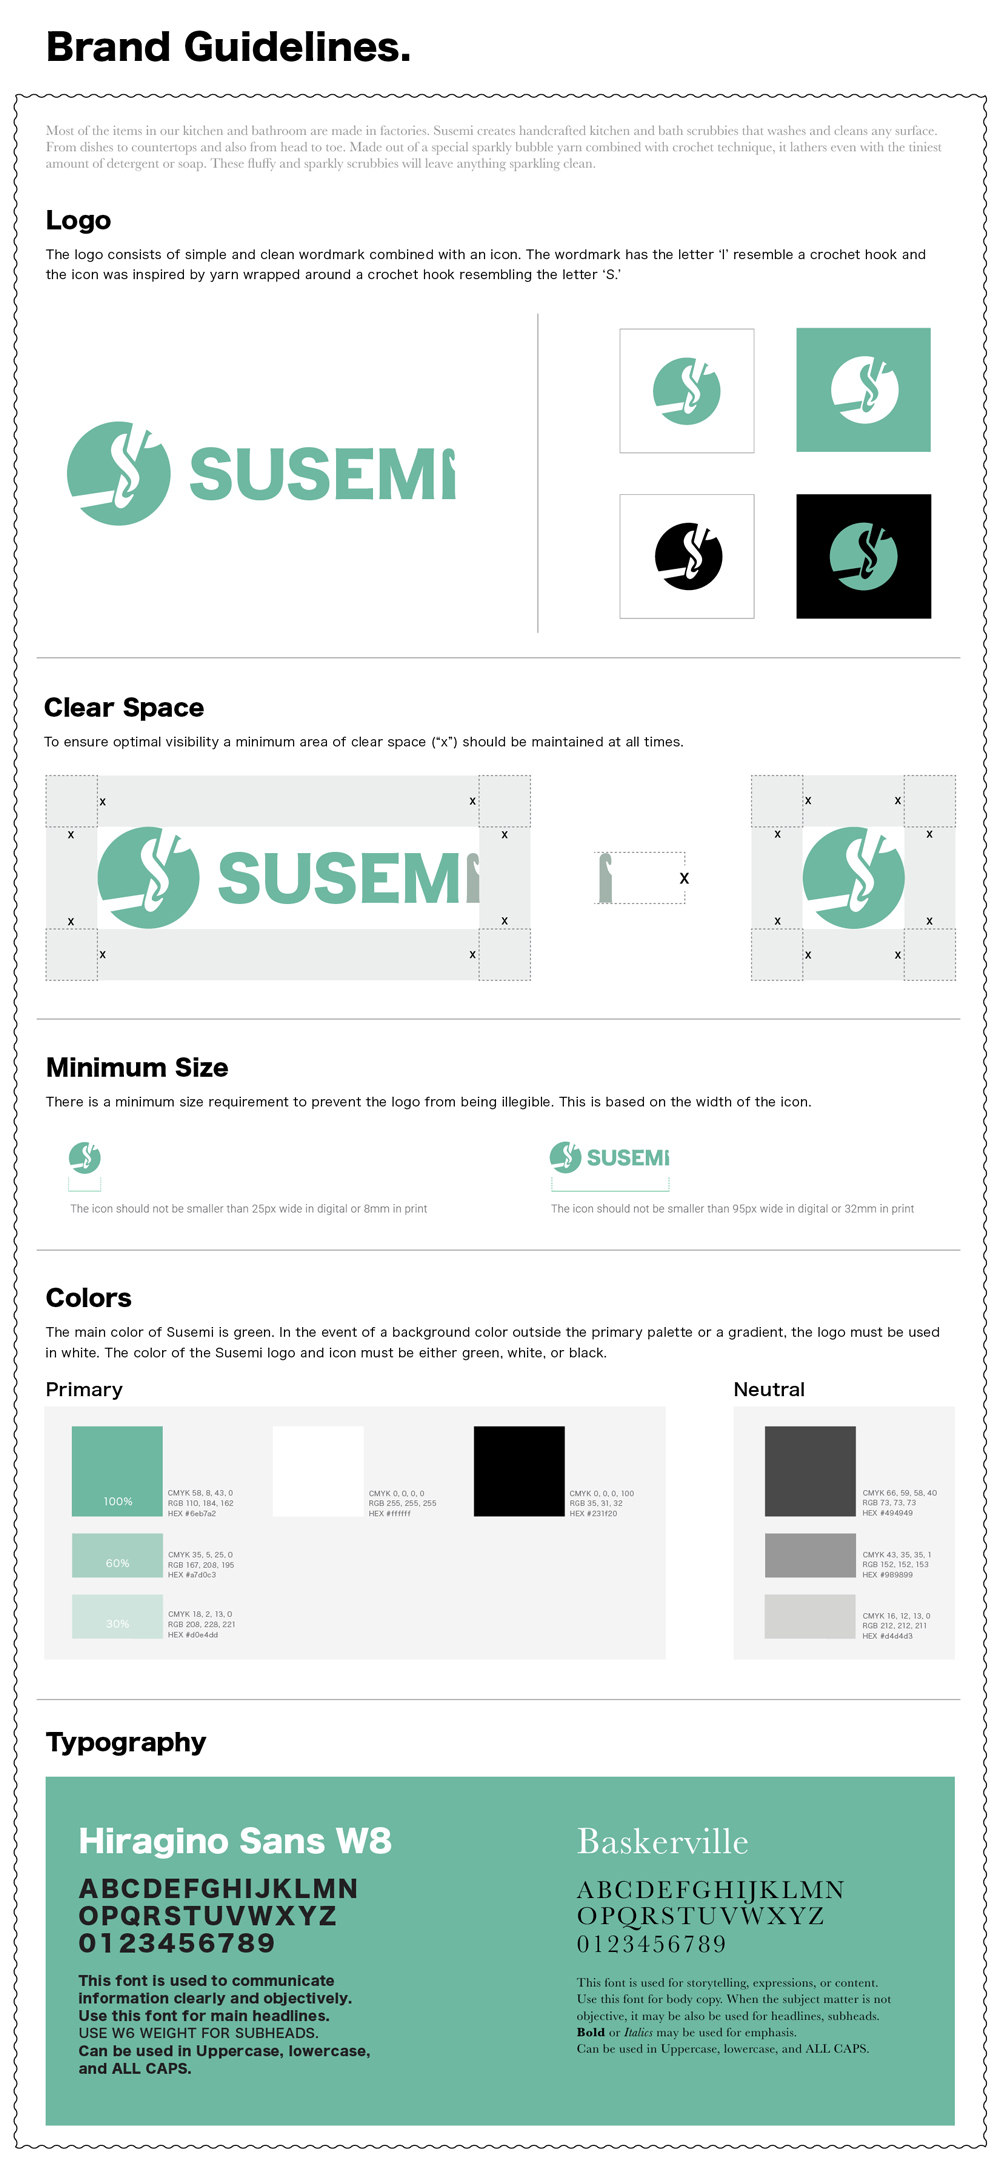 Brand Guidelines.
Most of the items in our kitchen and bathroom are made in factories. Susemi creates handcrafted kitchen and bath scrubbies that washes and cleans any surface.
From dishes to countertops and also from head to toe. Made out of a special sparkly bubble yarn combined with crochet technique, it lathers even with the tiniest
amount of detergent or soap. These fluffy and sparkly scrubbies will leave anything sparkling clean.
Logo
The logo consists of simple and clean wordmark combined with an icon. The wordmark has the letter ‘I’ resemble a crochet hook and
the icon was inspired by yarn wrapped around a crochet hook resembling the letter ‘S.’
SUSEMI
Clear Space
To ensure optimal visibility a minimum area of clear space (“x”) should be maintained at all times.
x x
x x
SUSEMI
x x
x x
x
x x
x x
x x
x x
Minimum Size
There is a minimum size requirement to prevent the logo from being illegible. This is based on the width of the icon.
SUSEMI
The icon should not be smaller than 25px wide in digital or 8mm in print
The icon should not be smaller than 95px wide in digital or 32mm in print
Colors
The main color of Susemi is green. In the event of a background color outside the primary palette or a gradient, the logo must be used
in white. The color of the Susemi logo and icon must be either green, white, or black.
Primary
100%
CMYK 58, 8, 43, 0
RGB 110, 184, 162
HEX #6eb7a2
CMYK 0, 0, 0, 0
RGB 255, 255, 255
HEX #ffffff
CMYK 0, 0, 0, 100
RGB 35, 31, 32
HEX #231f20
60%
CMYK 35, 5, 25, 0
RGB 167, 208, 195
HEX #a7d0c3
30%
CMYK 18, 2, 13, 0
RGB 208, 228, 221
HEX #d0e4dd
Neutral
CMYK 66, 59, 58, 40
RGB 73, 73, 73
HEX #494949
CMYK 43, 35, 35, 1
RGB 152, 152, 153
HEX #989899
CMYK 16, 12, 13, 0
RGB 212, 212, 211
HEX #d4d4d3
Typography
Hiragino Sans W8
ABCDEFGHIJKLMN
OPQRSTUVWXYZ
0123456789
This font is used to communicate
information clearly and objectively.
Use this font for main headlines.
USE W6 WEIGHT FOR SUBHEADS.
Can be used in Uppercase, lowercase,
and ALL CAPS.
Baskerville
ABCDEFGHIJKLMN
OPQRSTUVWXYZ
0123456789
This font is used for storytelling, expressions, or content.
Use this font for body copy. When the subject matter is not
objective, it may be also be used for headlines, subheads.
Bold or Italics may be used for emphasis.
Can be used in Uppercase, lowercase, and ALL CAPS.